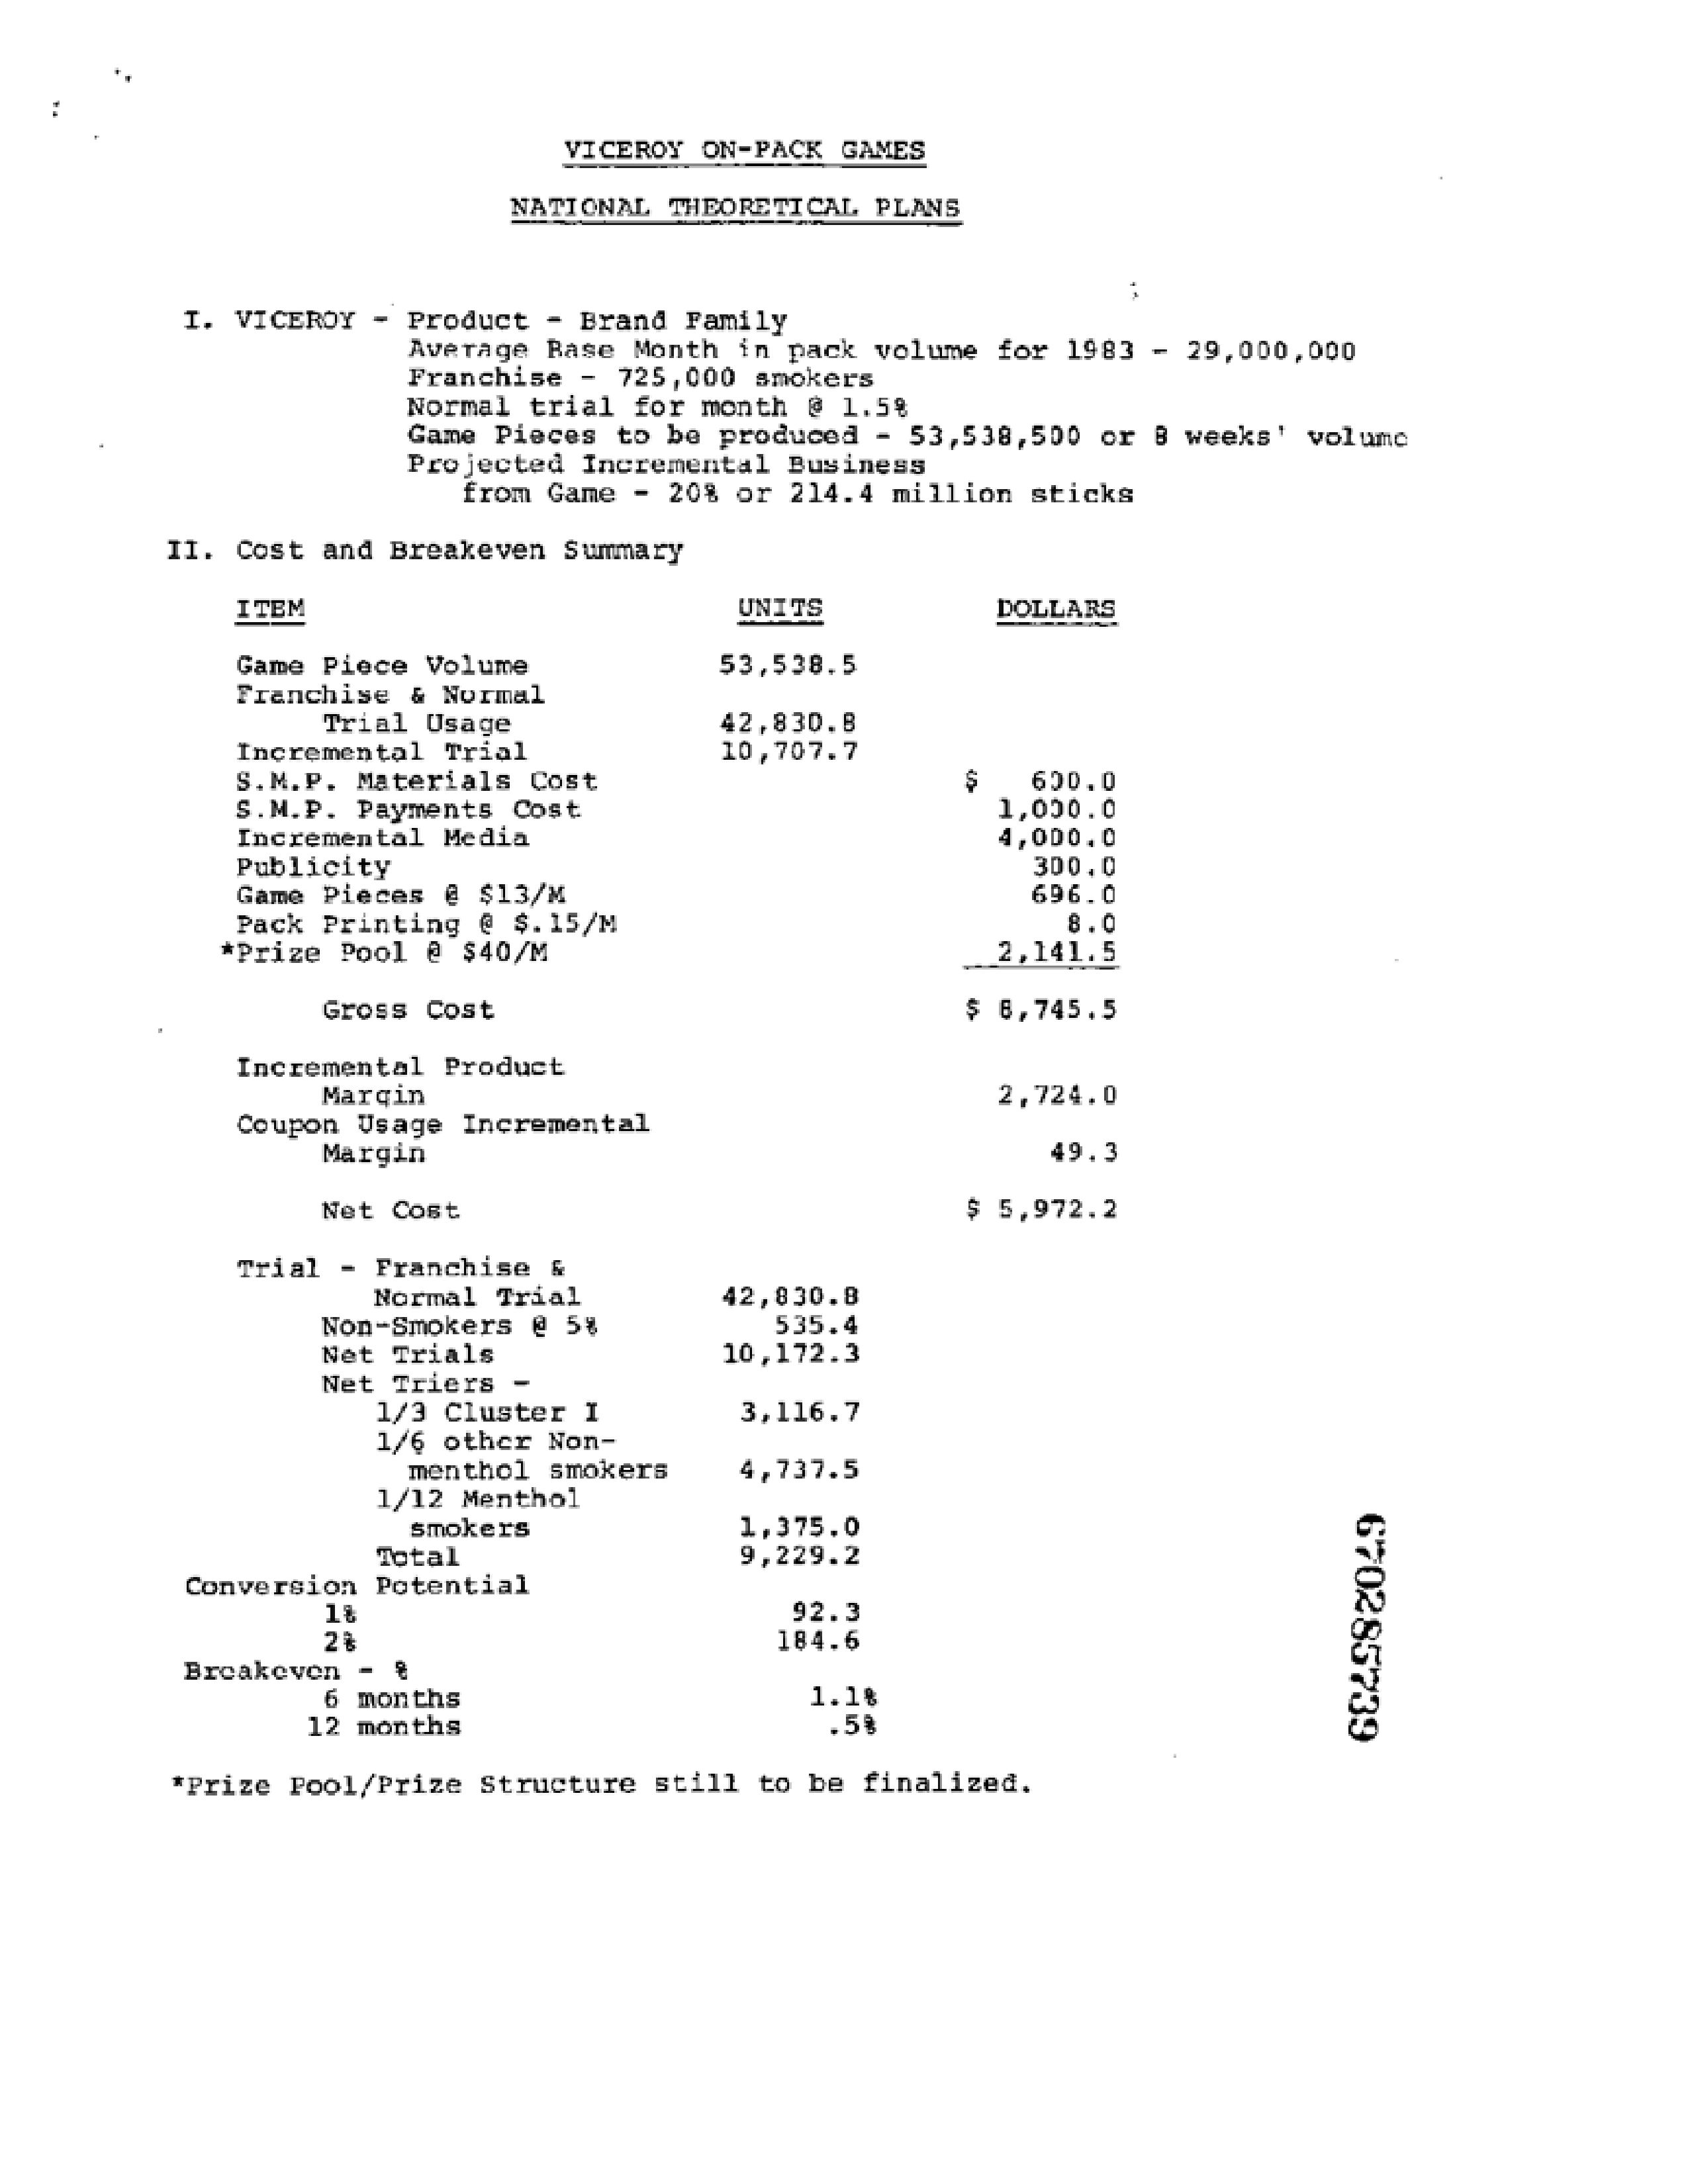 VICEROY ON-PACK GAMES
NATIONAL THEORETICAL PLANS
I. VICEROY - Product - Brand Family
Average Base Month in pack volume for 1983 - 29,000,000
Franchise - 725,000 smokers
Normal trial for month @ 1.5%
Game Pieces to be produced - 53,538,500 or 8 weeks' volume
Projected Incremental Business
from Game - 20% or 214.4 million sticks
II. Cost and Breakeven Summary
ITEM UNITS DOLLARS
Game Piece Volume 53,538.5
Franchise & Normal
Trial Usage 42,830.8
Incremental Trial 10,707.7
S.M.P. Materials Cost $ 600.0
S.M.P. Payments Cost 1,000.0
Incremental Media 4,000.0
Publicity 300.0
Game Pieces @ $13/M 696.0
Pack Printing @ $.15/M 8.0
*Prize Pool @ $40/M 2,141.5
Gross Cost $ 8,745.5
Incremental Product
Margin 2,724.0
Coupon Usage Incremental
Margin 49.3
Net Cost $ 5,972.2
Trial - Franchise &
Normal Trial 42,830.8
Non-Smokers @ 5% 535.4
Net Trials 10,172.3
Net Triers -
1/3 Cluster I 3,116.7
1/6 other Non-
menthol smokers 4,737.5
1/12 Menthol
smokers 1,375.0
Total 9,229.2
Conversion Potential
1% 92.3
2% 184.6
Breakeven - %
6 months 1.1%
12 months .5%
*Prize Pool/Prize Structure still to be finalized.
670285739